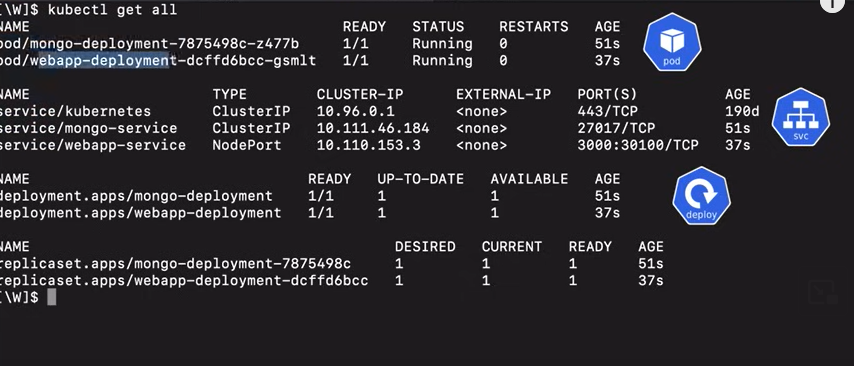 [\W]$ kubectl get all
NAME READY STATUS RESTARTS AGE
pod/mongo-deployment-7875498c-z477b 1/1 Running 0 51s
pod/webapp-deployment-dcffd6bcc-gsmlt 1/1 Running 0 37s
pod
NAME TYPE CLUSTER-IP EXTERNAL-IP PORT(S) AGE
service/kubernetes ClusterIP 10.96.0.1 <none> 443/TCP 190d
service/mongo-service ClusterIP 10.111.46.184 <none> 27017/TCP 51s
service/webapp-service NodePort 10.110.153.3 <none> 3000:30100/TCP 37s
svc
NAME READY UP-TO-DATE AVAILABLE AGE
deployment.apps/mongo-deployment 1/1 1 1 51s
deployment.apps/webapp-deployment 1/1 1 1 37s
deploy
NAME DESIRED CURRENT READY AGE
replicaset.apps/mongo-deployment-7875498c 1 1 1 51s
replicaset.apps/webapp-deployment-dcffd6bcc 1 1 1 37s
[\W]$